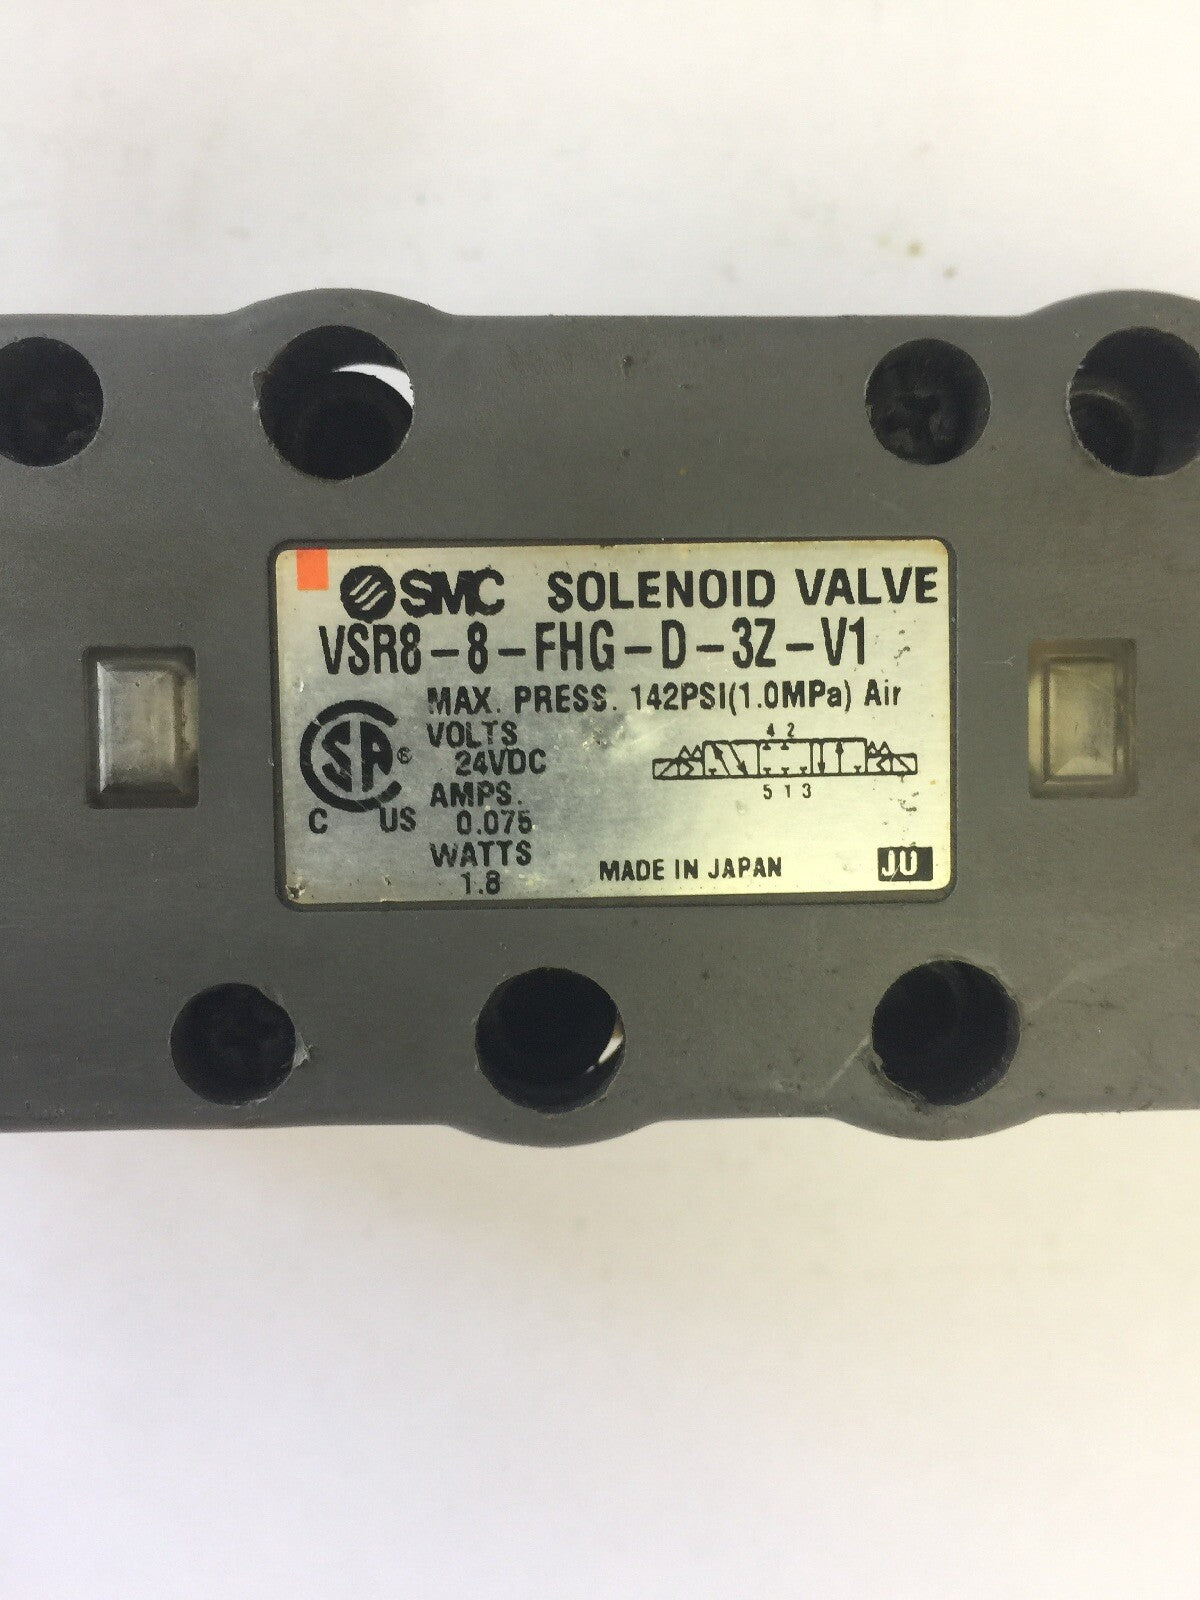 SMC SOLENOID VALVE
VSR8-8-FHG-D-3Z-V1
MAX. PRESS. 142PSI(1.0MPa) Air
VOLTS
24VDC
AMPS.
0.075
WATTS
1.8
SA ®
C US
4 2
5 1 3
MADE IN JAPAN
JU